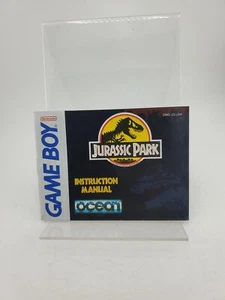 GAME BOY
JURASSIC PARK
INSTRUCTION
MANUAL
ocean